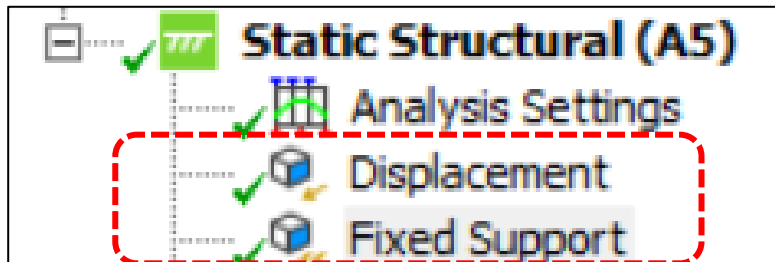 Static Structural (A5)
Analysis Settings
Displacement
Fixed Support